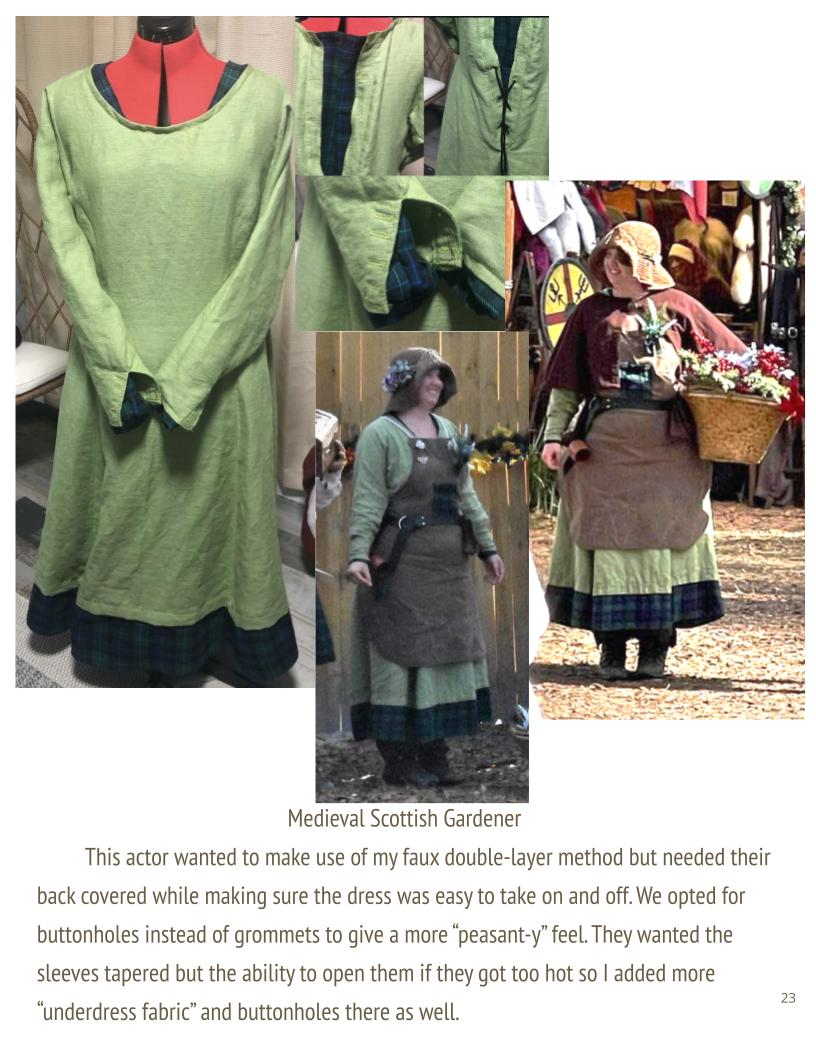 Medieval Scottish Gardener
This actor wanted to make use of my faux double-layer method but needed their
back covered while making sure the dress was easy to take on and off. We opted for
buttonholes instead of grommets to give a more “peasant-y” feel. They wanted the
sleeves tapered but the ability to open them if they got too hot so I added more
“underdress fabric” and buttonholes there as well.
23